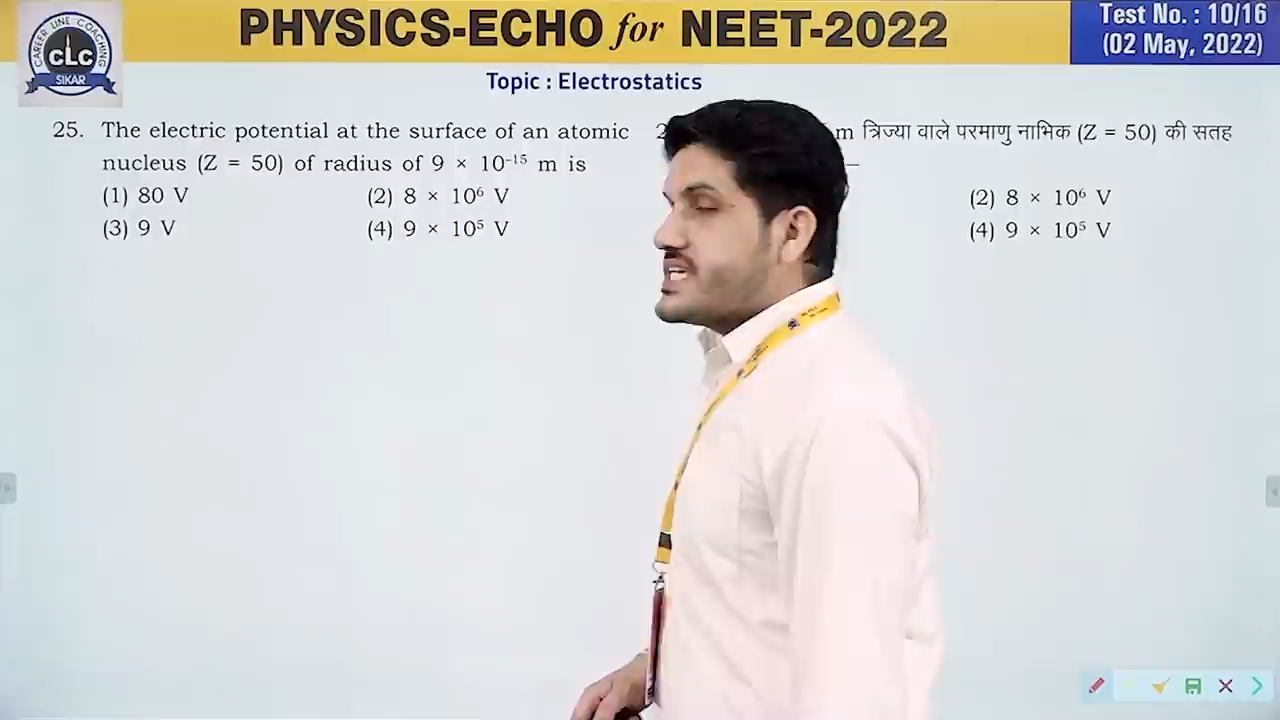 PHYSICS-ECHO for NEET-2022
Test No. : 10/16
(02 May, 2022)
CAREER LINE COACHING
CLC
SIKAR
Topic : Electrostatics
25. The electric potential at the surface of an atomic
nucleus (Z = 50) of radius of 9 × 10⁻¹⁵ m is
(1) 80 V (2) 8 × 10⁶ V
(3) 9 V (4) 9 × 10⁵ V
m त्रिज्या वाले परमाणु नाभिक (Z = 50) की सतह
(2) 8 × 10⁶ V
(4) 9 × 10⁵ V